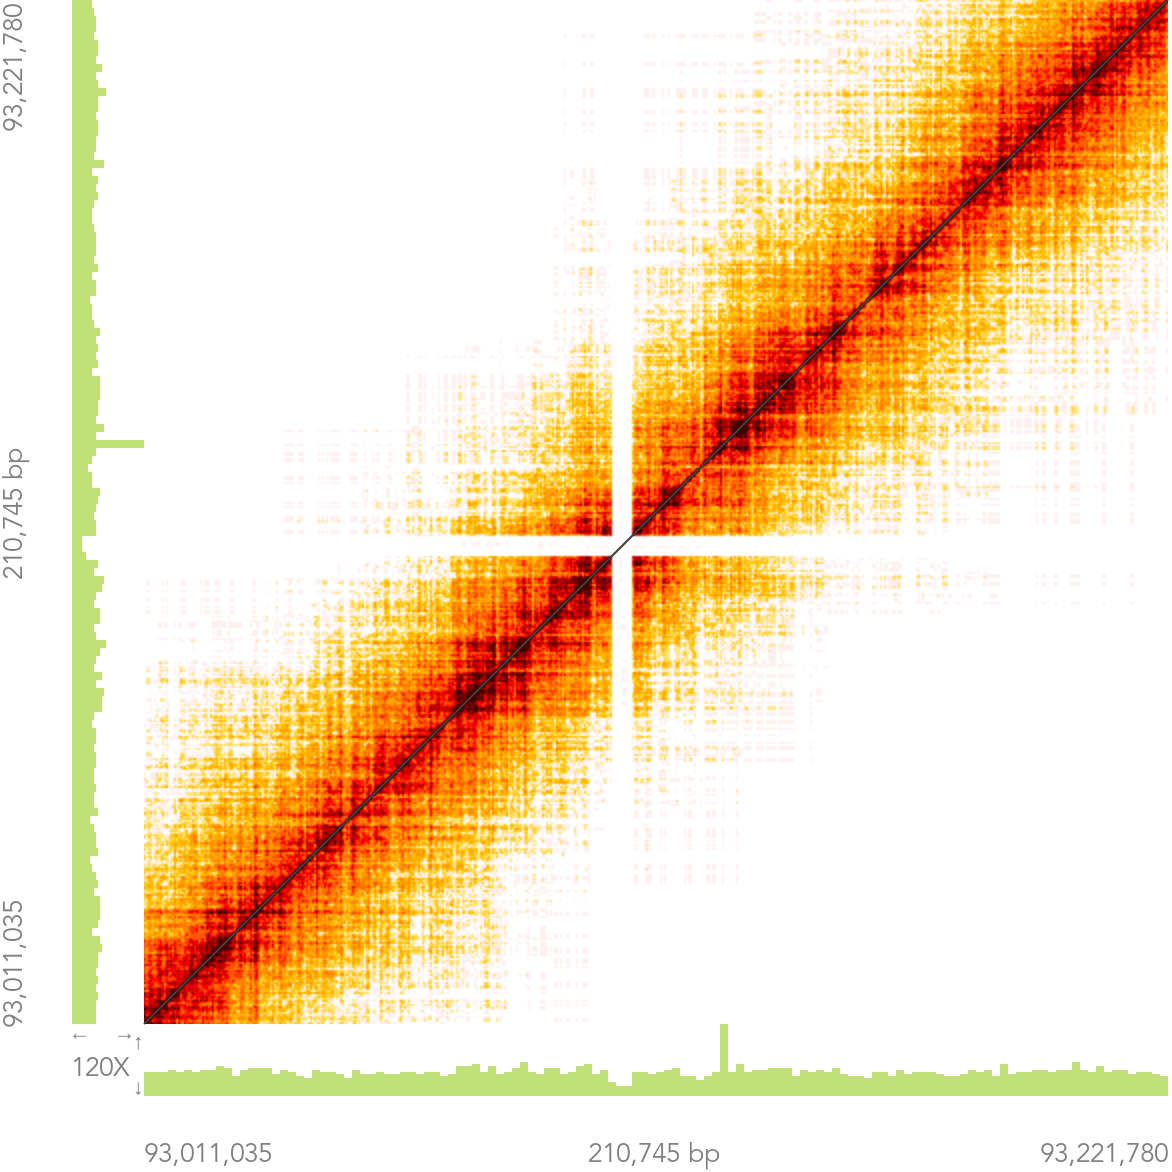 93,221,780
210,745 bp
93,011,035
← →
↑
120X
↓
93,011,035 210,745 bp 93,221,780